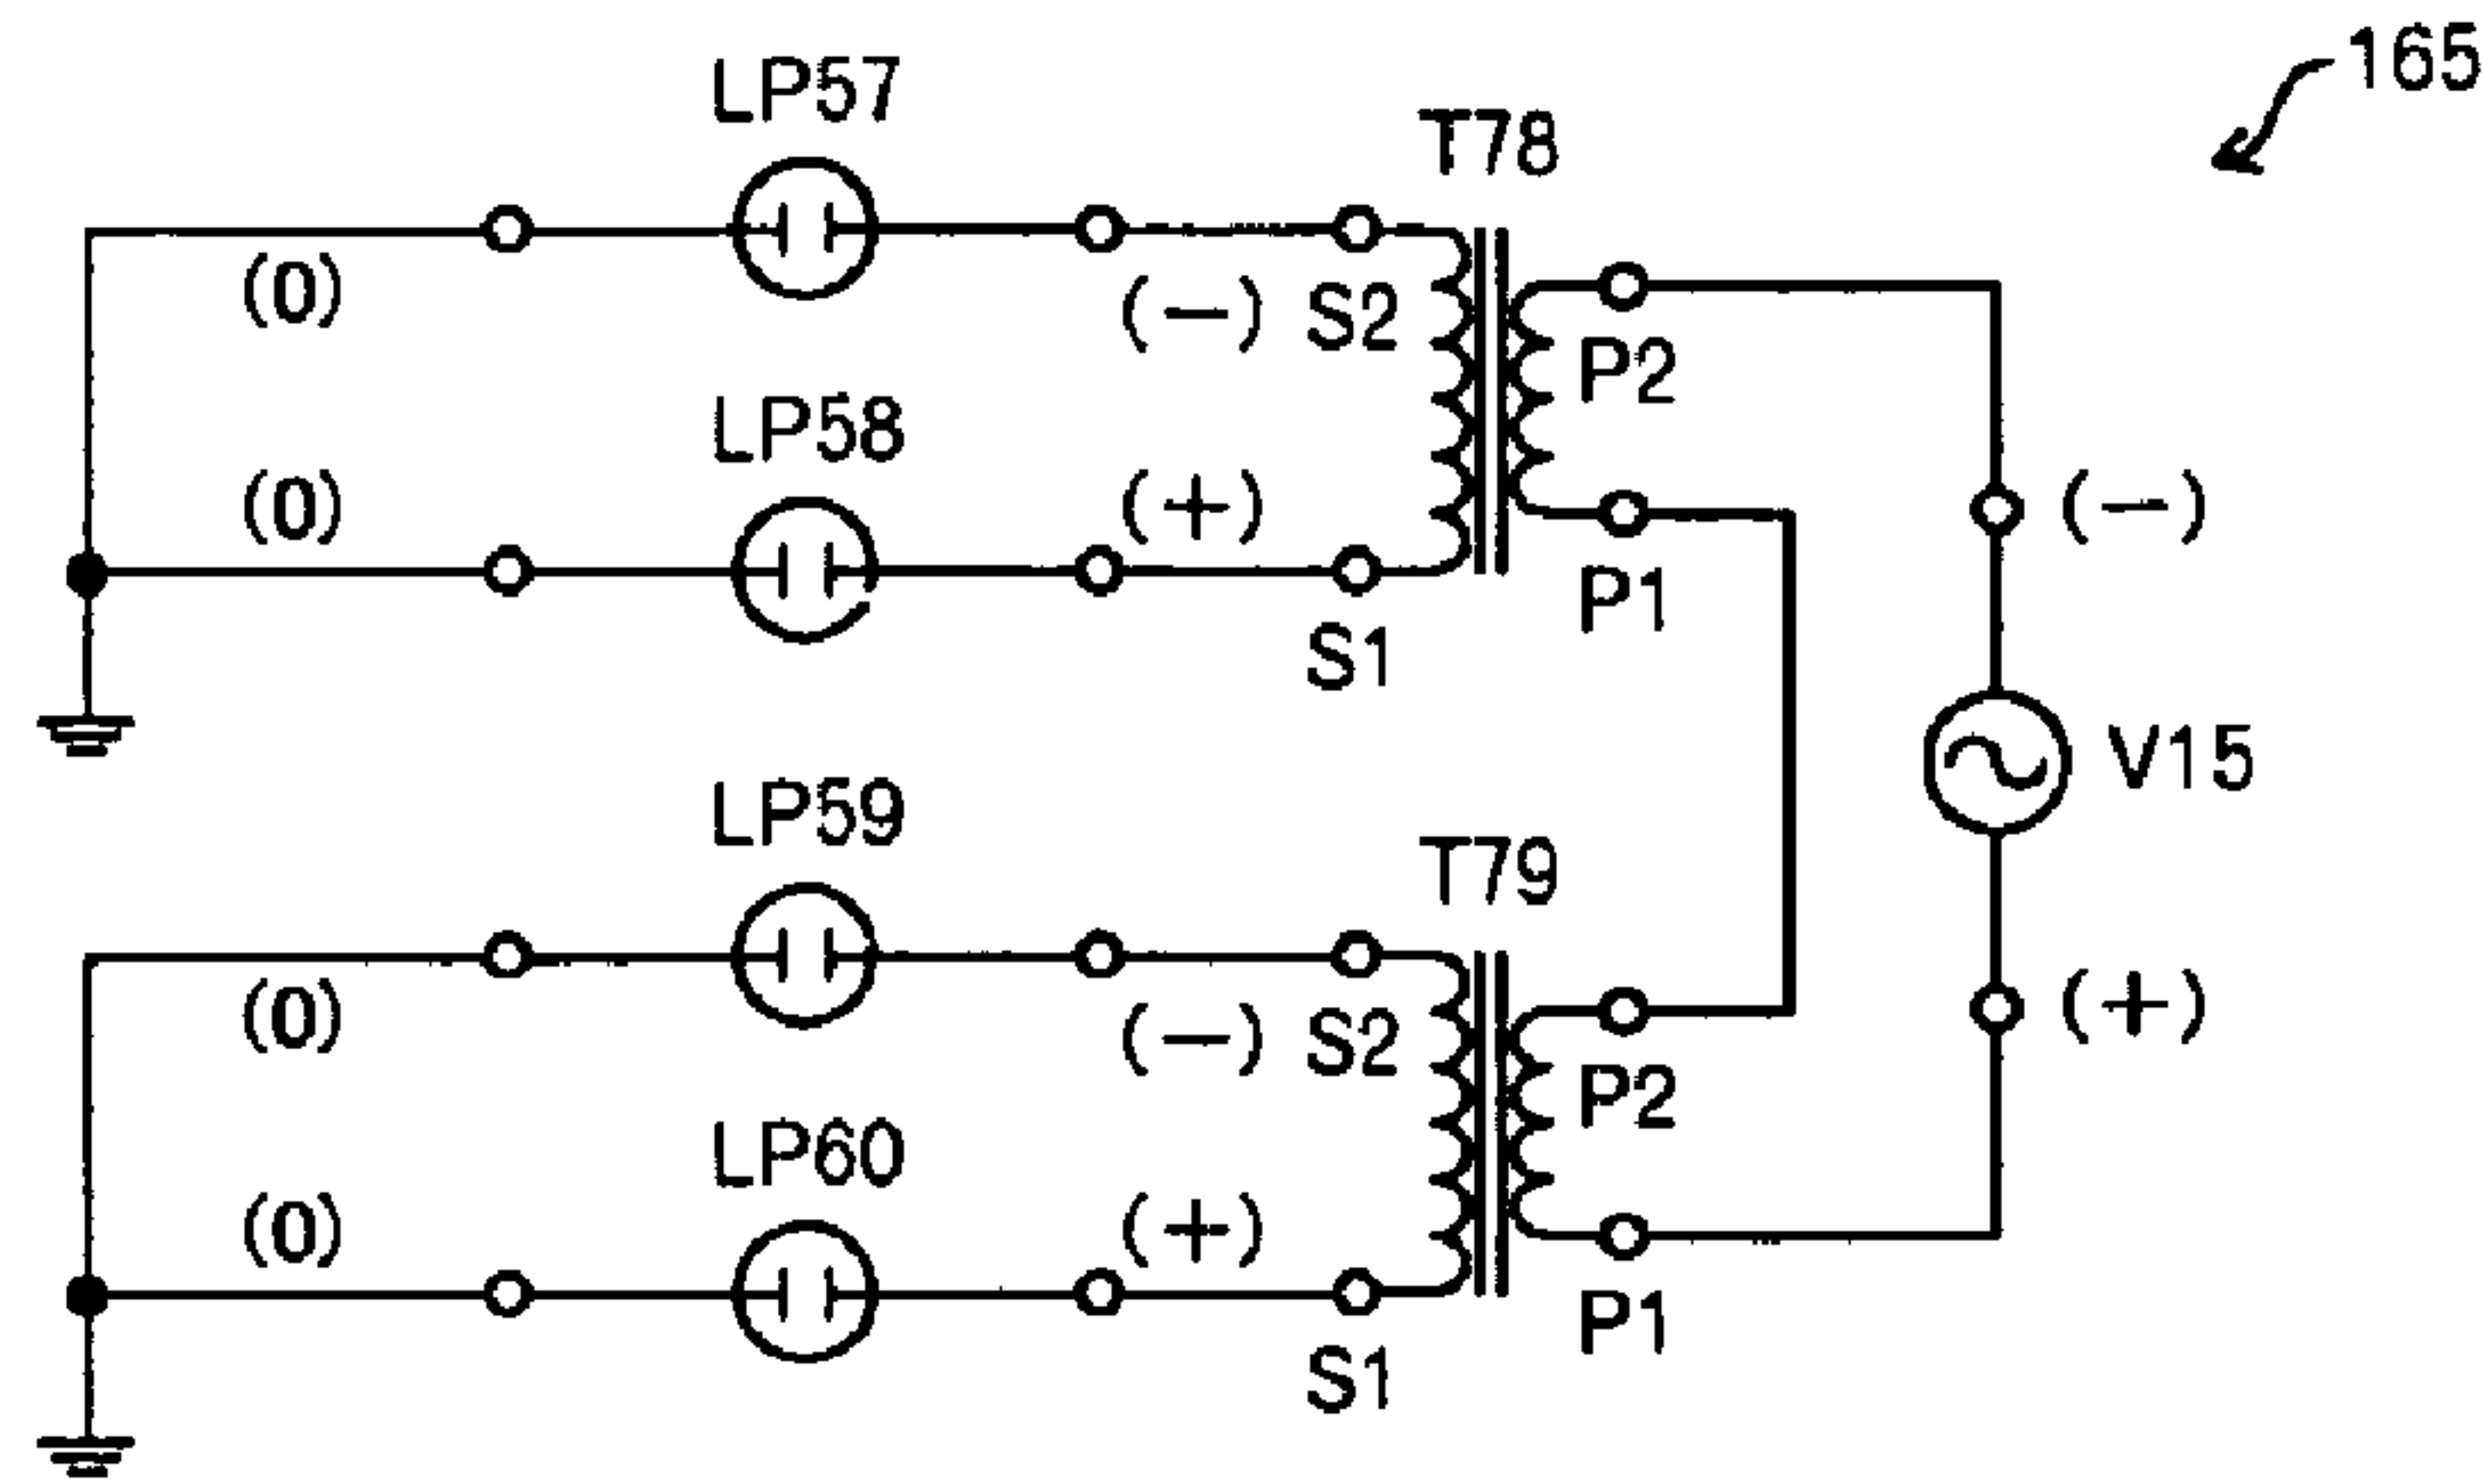 165
LP57
T78
(0)
(−) S2
P2
LP58
(0)
(+)
(−)
P1
S1
V15
LP59
T79
(0)
(−) S2
(+)
P2
LP60
(0)
(+)
P1
S1